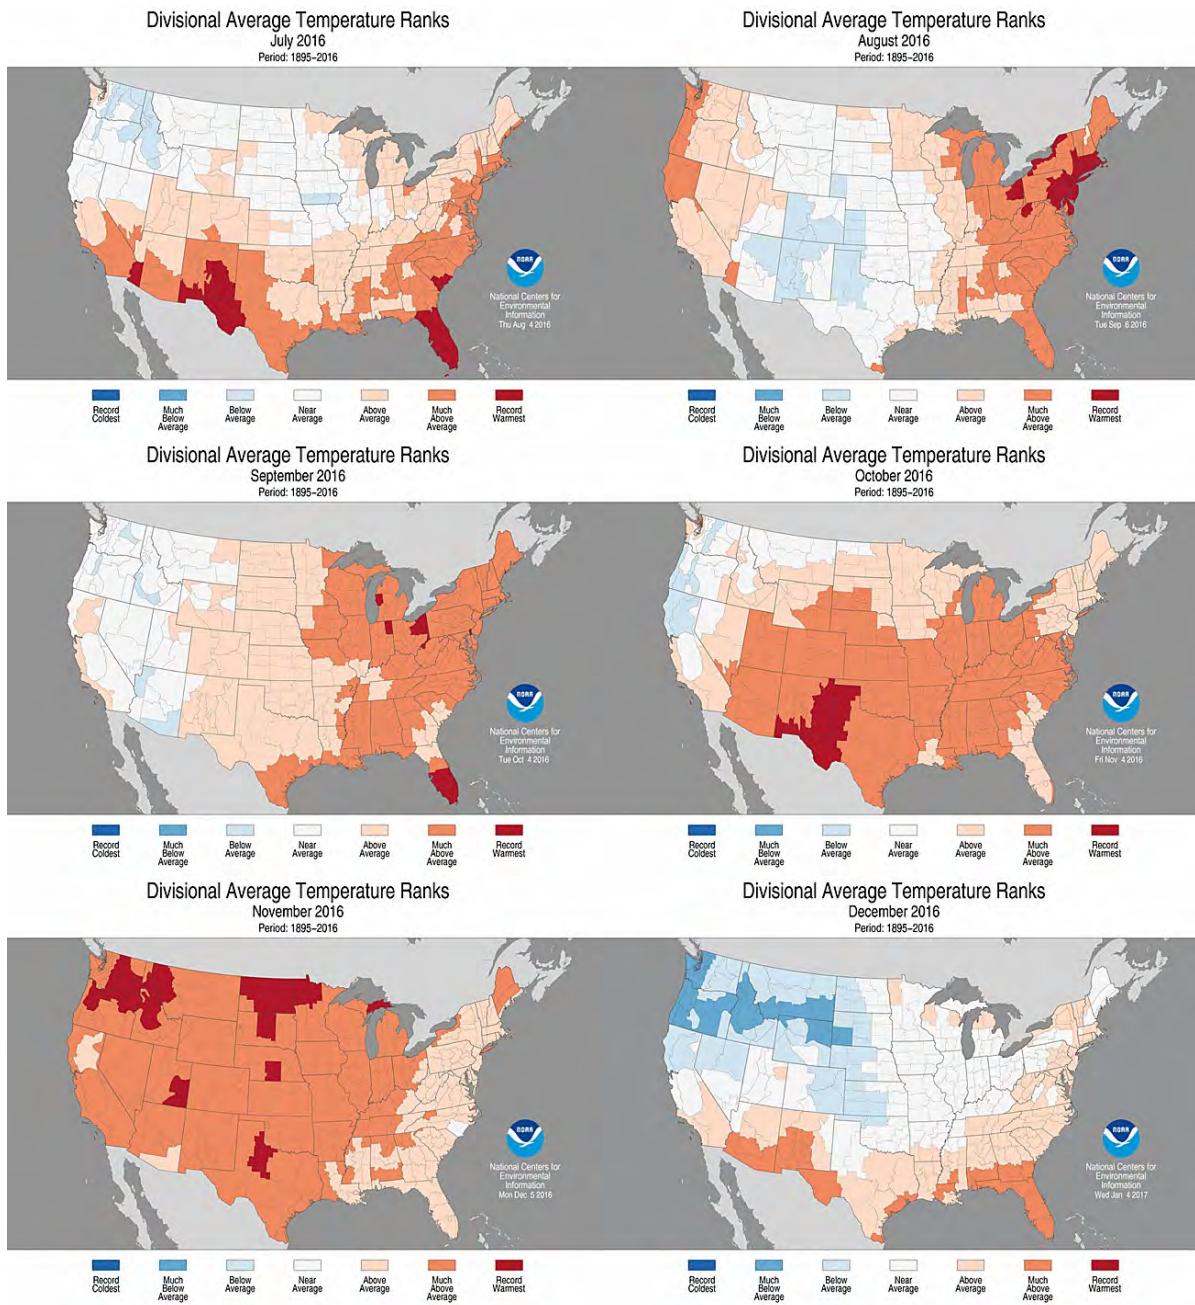 Divisional Average Temperature Ranks
July 2016
Period: 1895-2016
NOAA
National Centers for
Environmental
Information
Thu Aug 4 2016
Record
Coldest
Much
Below
Average
Below
Average
Near
Average
Above
Average
Much
Above
Average
Record
Warmest
Divisional Average Temperature Ranks
August 2016
Period: 1895-2016
NOAA
National Centers for
Environmental
Information
Tue Sep 6 2016
Record
Coldest
Much
Below
Average
Below
Average
Near
Average
Above
Average
Much
Above
Average
Record
Warmest
Divisional Average Temperature Ranks
September 2016
Period: 1895-2016
NOAA
National Centers for
Environmental
Information
Tue Oct 4 2016
Record
Coldest
Much
Below
Average
Below
Average
Near
Average
Above
Average
Much
Above
Average
Record
Warmest
Divisional Average Temperature Ranks
October 2016
Period: 1895-2016
NOAA
National Centers for
Environmental
Information
Fri Nov 4 2016
Record
Coldest
Much
Below
Average
Below
Average
Near
Average
Above
Average
Much
Above
Average
Record
Warmest
Divisional Average Temperature Ranks
November 2016
Period: 1895-2016
NOAA
National Centers for
Environmental
Information
Mon Dec 5 2016
Record
Coldest
Much
Below
Average
Below
Average
Near
Average
Above
Average
Much
Above
Average
Record
Warmest
Divisional Average Temperature Ranks
December 2016
Period: 1895-2016
NOAA
National Centers for
Environmental
Information
Wed Jan 4 2017
Record
Coldest
Much
Below
Average
Below
Average
Near
Average
Above
Average
Much
Above
Average
Record
Warmest